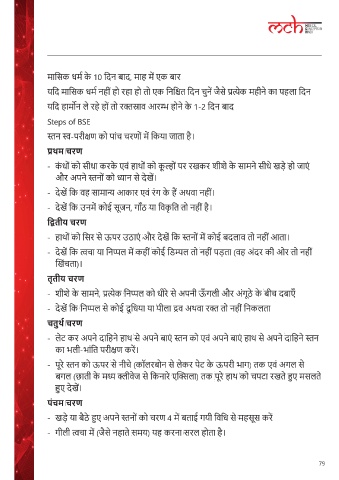 mch
मासिक धर्म के 10 दिन बाद, माह में एक बार
यदि मासिक धर्म नहीं हो रहा हो तो एक निश्चित दिन चुनें जैसे प्रत्येक महीने का पहला दिन
यदि हार्मोन ले रहे हों तो रक्तस्राव आरम्भ होने के 1-2 दिन बाद
Steps of BSE
स्तन स्व-परीक्षण को पांच चरणों में किया जाता है।
प्रथम चरण
- कंधों को सीधा करके एवं हाथों को कूल्हों पर रखकर शीशे के सामने सीधे खड़े हो जाएं
और अपने स्तनों को ध्यान से देखें।
- देखें कि वह सामान्य आकार एवं रंग के हैं अथवा नहीं।
- देखें कि उनमें कोई सूजन, गाँठ या विकृति तो नहीं है।
द्वितीय चरण
- हाथों को सिर से ऊपर उठाएं और देखें कि स्तनों में कोई बदलाव तो नहीं आता।
- देखें कि त्वचा या निप्पल में कहीं कोई डिम्पल तो नहीं पड़ता (वह अंदर की ओर तो नहीं
खिंचता)।
तृतीय चरण
- शीशे के सामने, प्रत्येक निप्पल को धीरे से अपनी ऊँगली और अंगूठे के बीच दबाएँ
- देखें कि निप्पल से कोई दूधिया या पीला द्रव अथवा रक्त तो नहीं निकलता
चतुर्थ चरण
- लेट कर अपने दाहिने हाथ से अपने बाएं स्तन को एवं अपने बाएं हाथ से अपने दाहिने स्तन
का भली-भांति परीक्षण करें।
- पूरे स्तन को ऊपर से नीचे (कॉलरबोन से लेकर पेट के ऊपरी भाग) तक एवं अगल से
बगल (छाती के मध्य क्लीवेज से किनारे एक्सिला) तक पूरे हाथ को चपटा रखते हुए मसलते
हुए देखें।
पंचम चरण
- खड़े या बैठे हुए अपने स्तनों को चरण 4 में बताई गयी विधि से महसूस करें
- गीली त्वचा में (जैसे नहाते समय) यह करना सरल होता है।
79